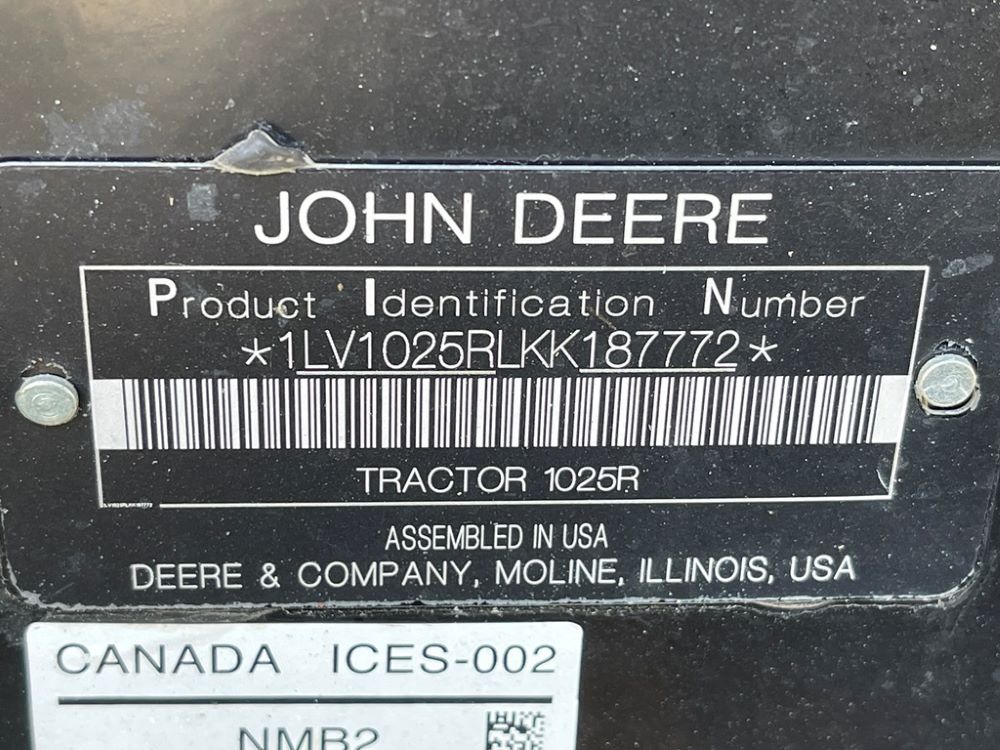 JOHN DEERE
Product Identification Number
*1LV1025RLKK187772*
TRACTOR 1025R
ASSEMBLED IN USA
DEERE & COMPANY, MOLINE, ILLINOIS, USA
CANADA ICES-002
NMB2